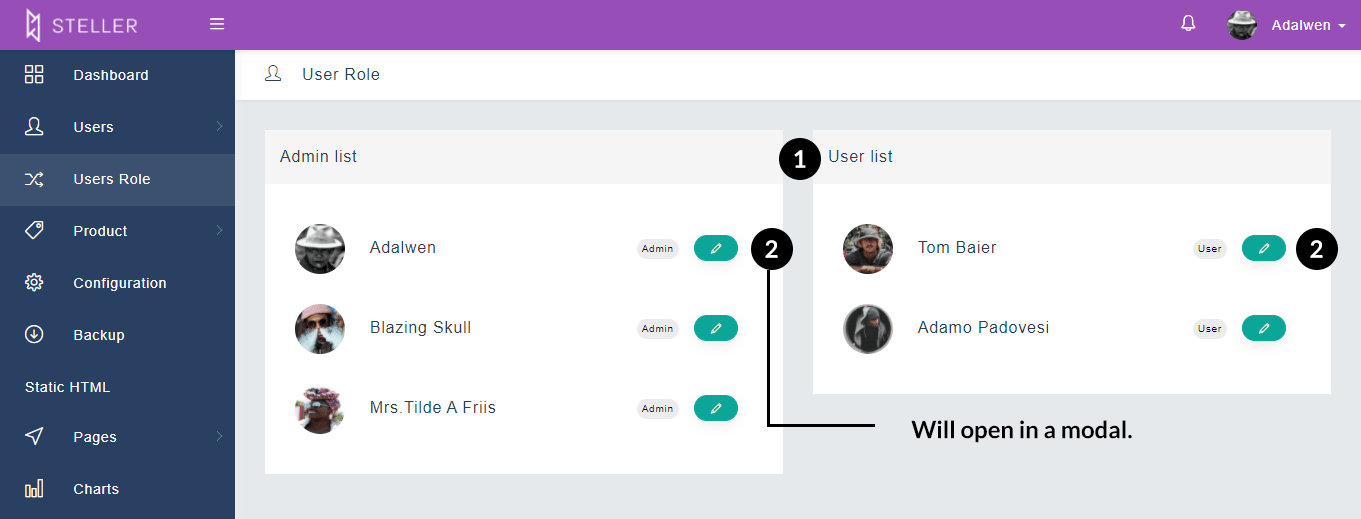 STELLER
Adalwen
Dashboard
Users
Users Role
Product
Configuration
Backup
Static HTML
Pages
Charts
User Role
Admin list
Adalwen Admin 2
Blazing Skull Admin
Mrs.Tilde A Friis Admin
1 User list
Tom Baier User 2
Adamo Padovesi User
Will open in a modal.